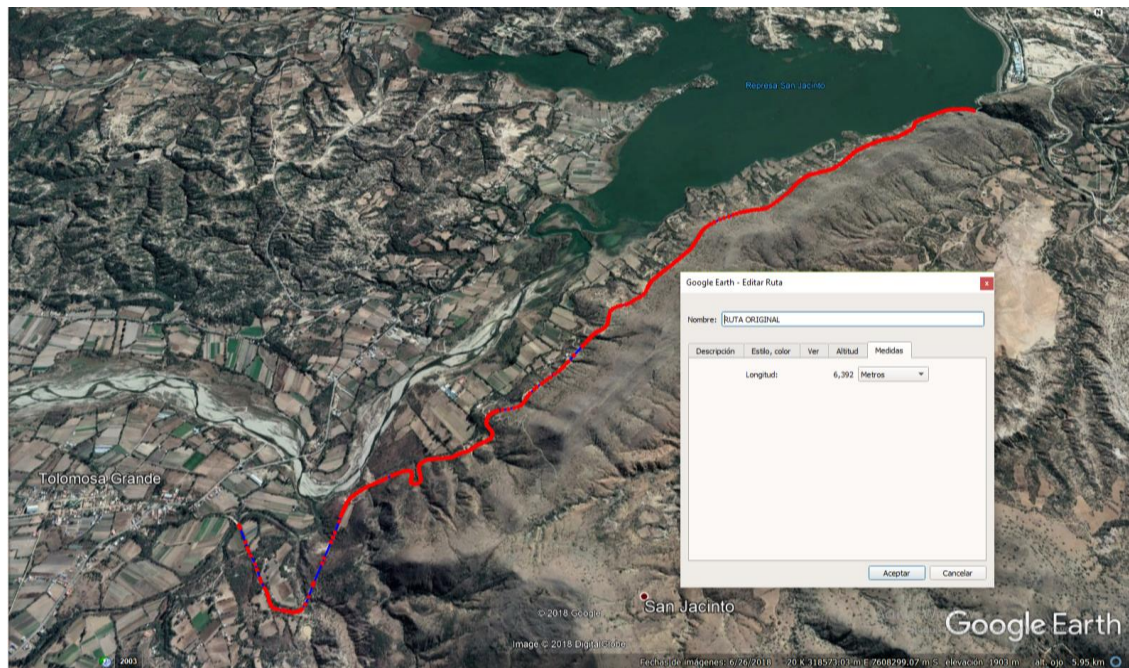 N
Represa San Jacinto
Google Earth - Editar Ruta
x
Nombre: RUTA ORIGINAL
Descripción Estilo, color Ver Altitud Medidas
Longitud: 6,392 Metros
Tolomosa Grande
Aceptar Cancelar
San Jacinto
© 2018 Google
Image © 2018 DigitalGlobe
Google Earth
2003
Fechas de imágenes: 6/26/2018 20 K 318573.03 m E 7608299.07 m S elevación 1903 m alt. ojo 5.95 km